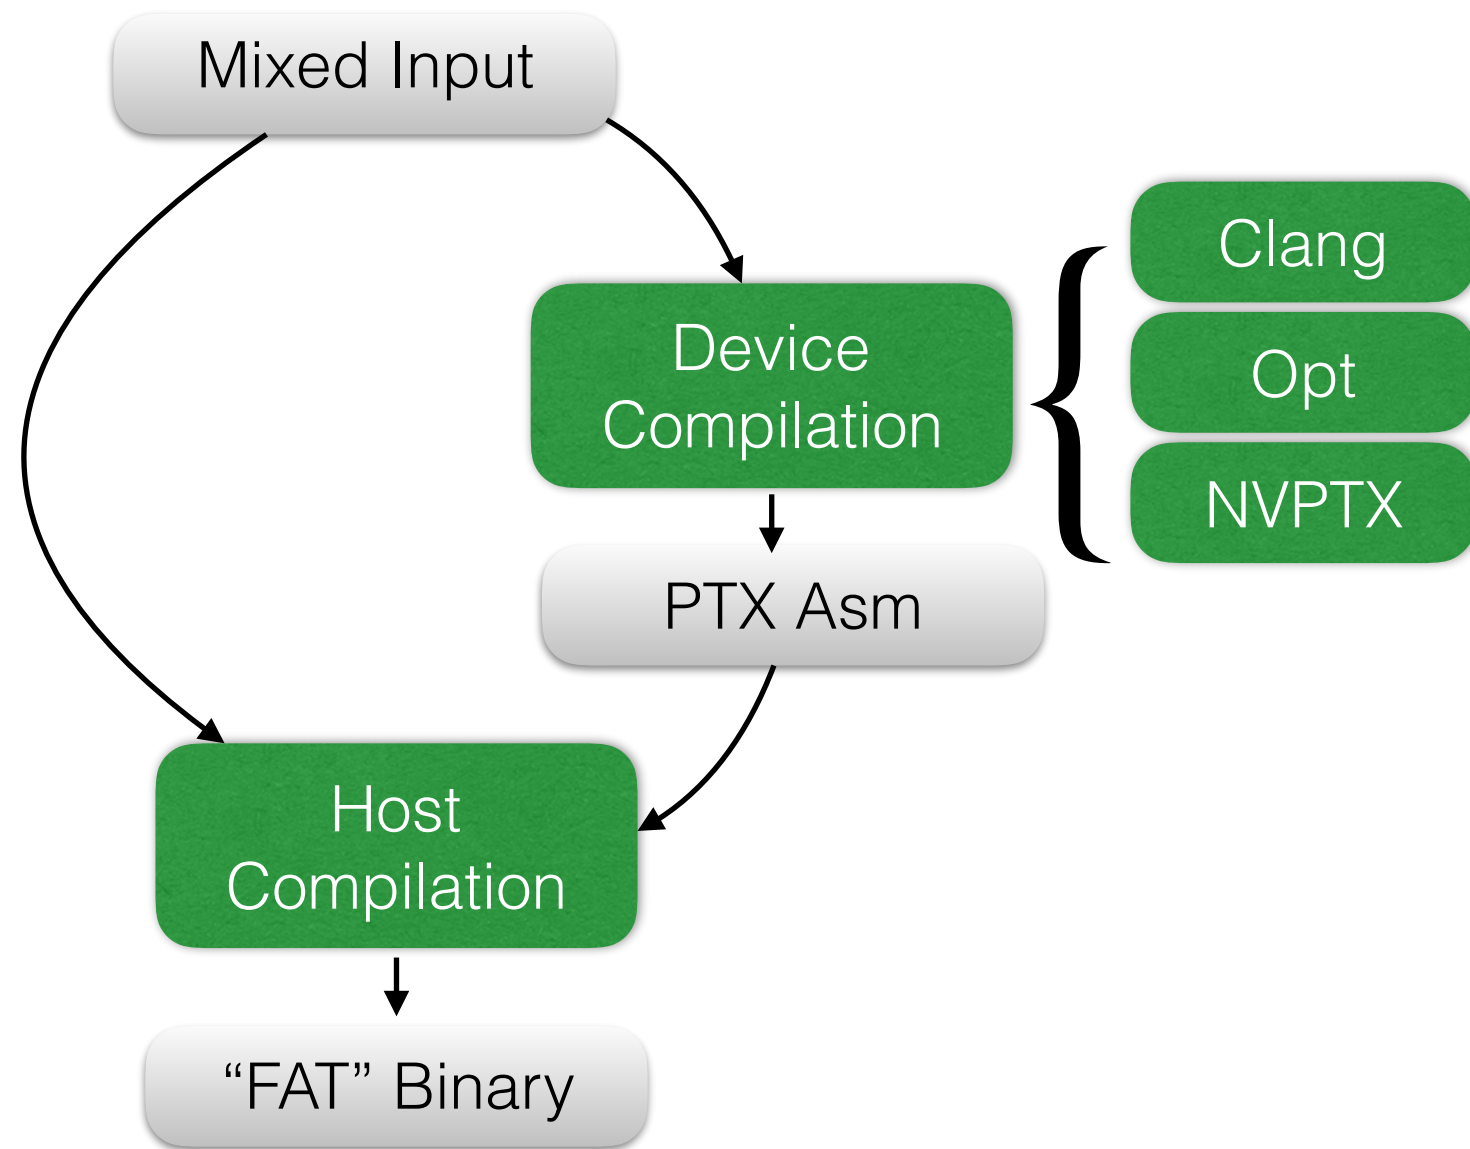 Mixed Input
Clang
Device
Compilation
Opt
NVPTX
PTX Asm
Host
Compilation
“FAT” Binary